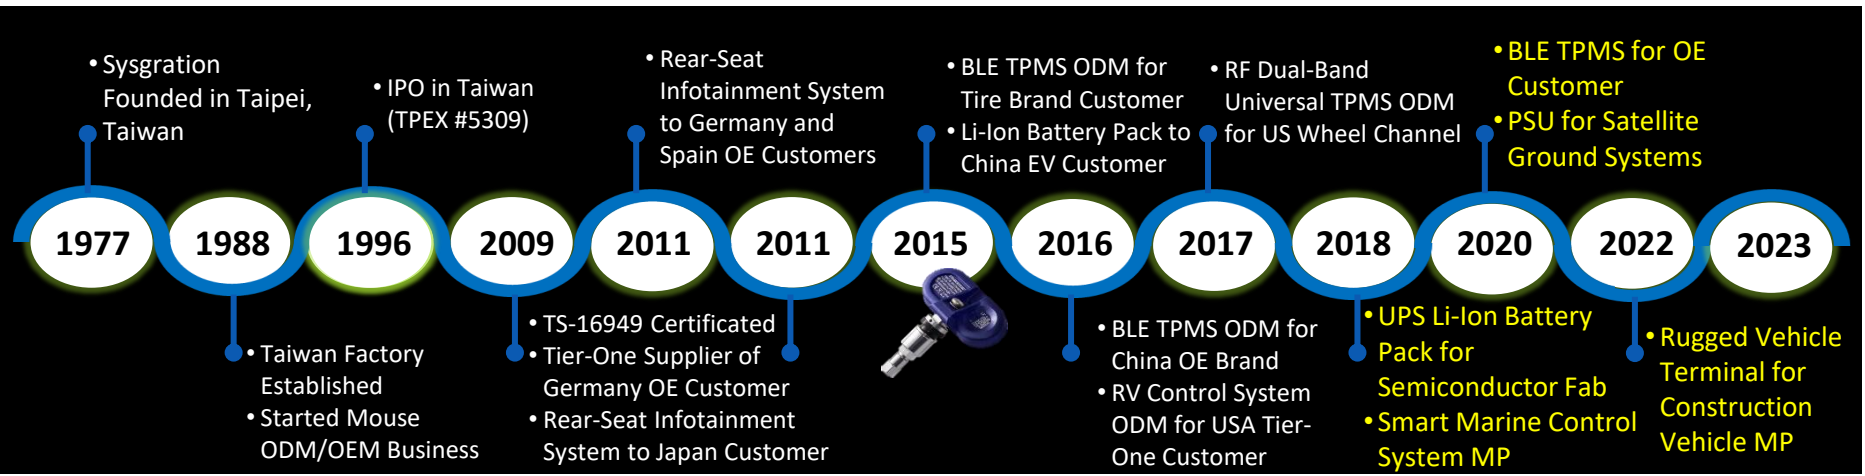 • Sysgration
Founded in Taipei,
Taiwan
• IPO in Taiwan
(TPEX #5309)
• Rear-Seat
Infotainment System
to Germany and
Spain OE Customers
• BLE TPMS ODM for
Tire Brand Customer
• Li-Ion Battery Pack to
China EV Customer
• RF Dual-Band
Universal TPMS ODM
for US Wheel Channel
• BLE TPMS for OE
Customer
• PSU for Satellite
Ground Systems
1977
1988
1996
2009
2011
2011
2015
2016
2017
2018
2020
2022
2023
• Taiwan Factory
Established
• Started Mouse
ODM/OEM Business
• TS-16949 Certificated
• Tier-One Supplier of
Germany OE Customer
• Rear-Seat Infotainment
System to Japan Customer
• BLE TPMS ODM for
China OE Brand
• RV Control System
ODM for USA Tier-
One Customer
• UPS Li-Ion Battery
Pack for
Semiconductor Fab
• Smart Marine Control
System MP
• Rugged Vehicle
Terminal for
Construction
Vehicle MP